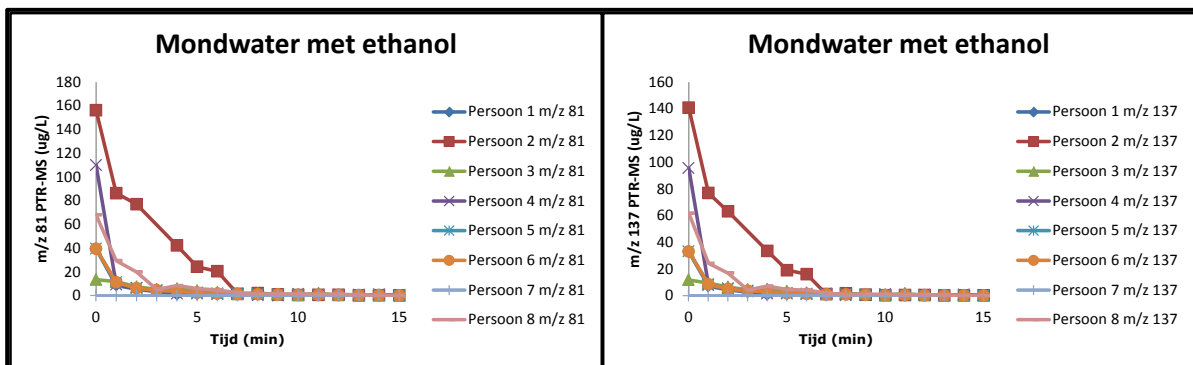 Mondwater met ethanol
m/z 81 PTR-MS (ug/L)
180
160
140
120
100
80
60
40
20
0
0
5
10
15
Tijd (min)
Persoon 1 m/z 81
Persoon 2 m/z 81
Persoon 3 m/z 81
Persoon 4 m/z 81
Persoon 5 m/z 81
Persoon 6 m/z 81
Persoon 7 m/z 81
Persoon 8 m/z 81
Mondwater met ethanol
m/z 137 PTR-MS (ug/L)
160
140
120
100
80
60
40
20
0
0
5
10
15
Tijd (min)
Persoon 1 m/z 137
Persoon 2 m/z 137
Persoon 3 m/z 137
Persoon 4 m/z 137
Persoon 5 m/z 137
Persoon 6 m/z 137
Persoon 7 m/z 137
Persoon 8 m/z 137